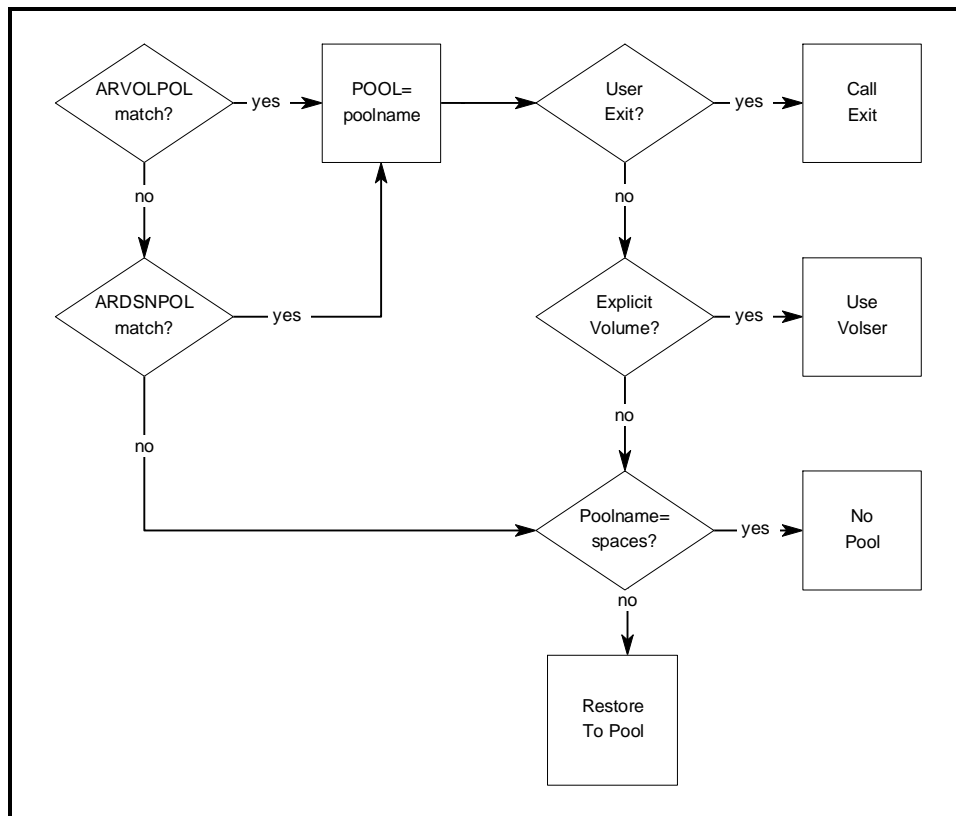 ARVOLPOL
match?
yes
POOL=
poolname
User
Exit?
yes
Call
Exit
no
no
ARDSNPOL
match?
yes
Explicit
Volume?
yes
Use
Volser
no
no
Poolname=
spaces?
yes
No
Pool
no
Restore
To Pool